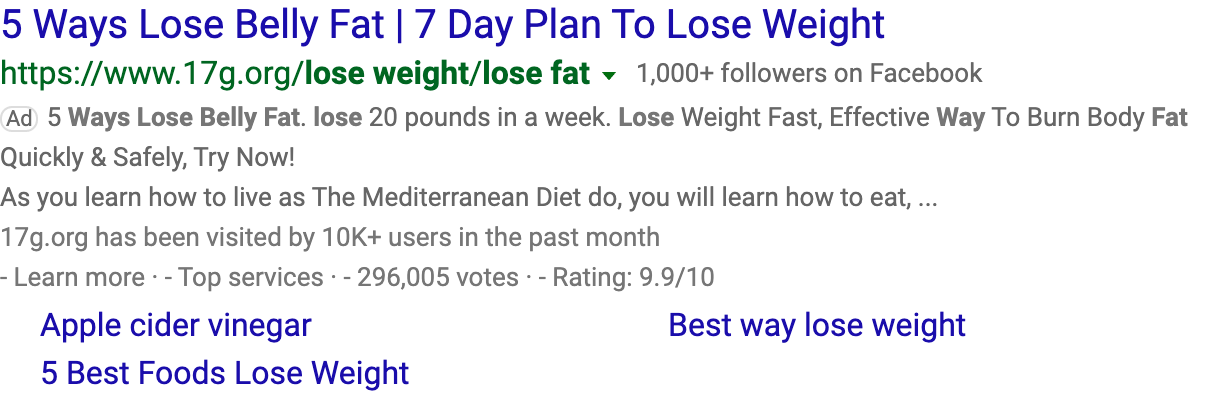 5 Ways Lose Belly Fat | 7 Day Plan To Lose Weight
https://www.17g.org/lose weight/lose fat ▾ 1,000+ followers on Facebook
Ad 5 Ways Lose Belly Fat. lose 20 pounds in a week. Lose Weight Fast, Effective Way To Burn Body Fat
Quickly & Safely, Try Now!
As you learn how to live as The Mediterranean Diet do, you will learn how to eat, ...
17g.org has been visited by 10K+ users in the past month
- Learn more · - Top services · - 296,005 votes · - Rating: 9.9/10
Apple cider vinegar Best way lose weight
5 Best Foods Lose Weight